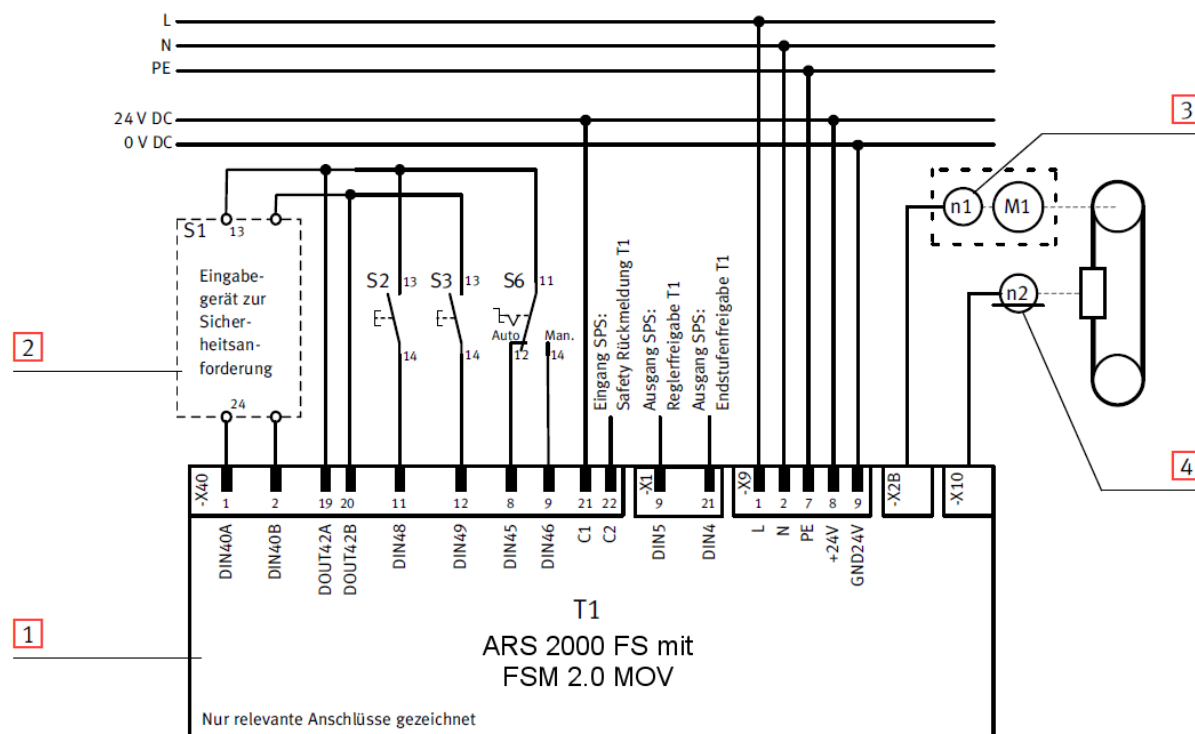 L
N
PE
24 V DC
0 V DC
3
n1
M1
S1
13
Eingabe-
gerät zur
Sicher-
heitsan-
forderung
24
2
S2
13
14
S3
13
14
S6
11
Auto
12
Man.
14
Eingang SPS:
Safety Rückmeldung T1
Ausgang SPS:
Reglerfreigabe T1
Ausgang SPS:
Endstufenfreigabe T1
n2
4
-X40
1
2
19
20
11
12
8
9
21
22
-X1
9
21
-X9
1
2
7
8
9
-X2B
-X10
DIN40A
DIN40B
DOUT42A
DOUT42B
DIN48
DIN49
DIN45
DIN46
C1
C2
DIN5
DIN4
L
N
PE
+24V
GND24V
1
T1
ARS 2000 FS mit
FSM 2.0 MOV
Nur relevante Anschlüsse gezeichnet